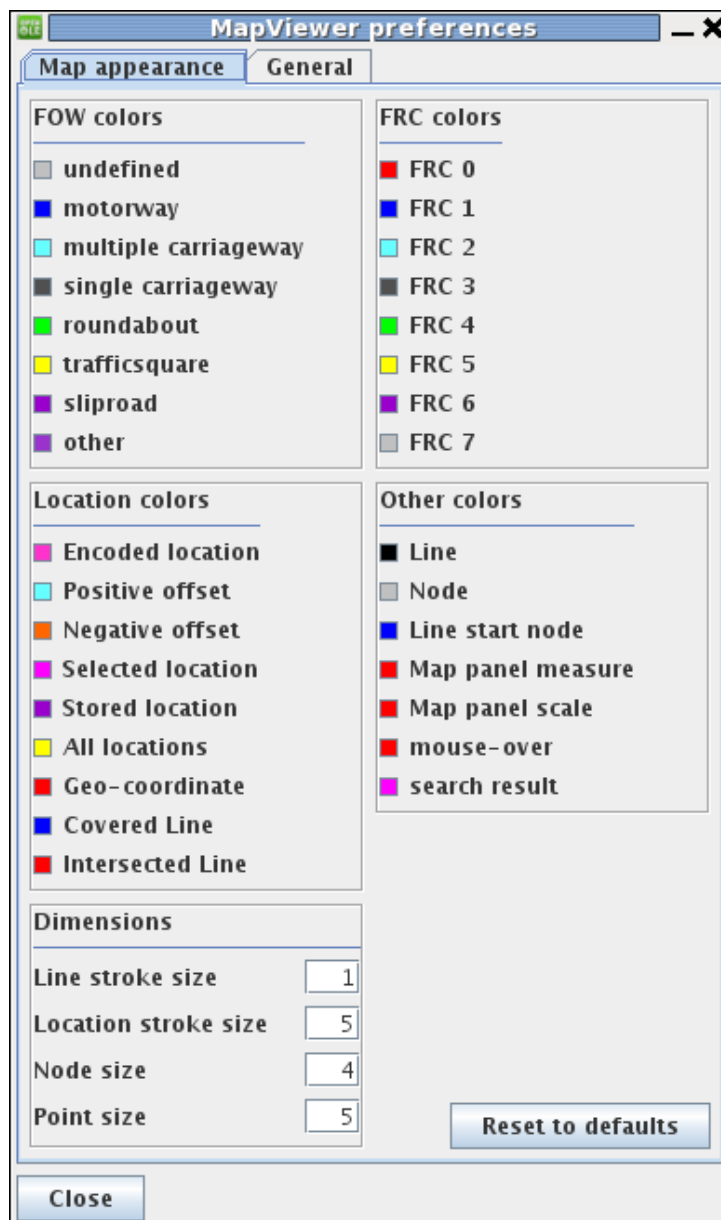 OPEN
OLE
MapViewer preferences
Map appearance
General
FOW colors
undefined
motorway
multiple carriageway
single carriageway
roundabout
trafficsquare
sliproad
other
FRC colors
FRC 0
FRC 1
FRC 2
FRC 3
FRC 4
FRC 5
FRC 6
FRC 7
Location colors
Encoded location
Positive offset
Negative offset
Selected location
Stored location
All locations
Geo-coordinate
Covered Line
Intersected Line
Other colors
Line
Node
Line start node
Map panel measure
Map panel scale
mouse-over
search result
Dimensions
Line stroke size 1
Location stroke size 5
Node size 4
Point size 5
Reset to defaults
Close